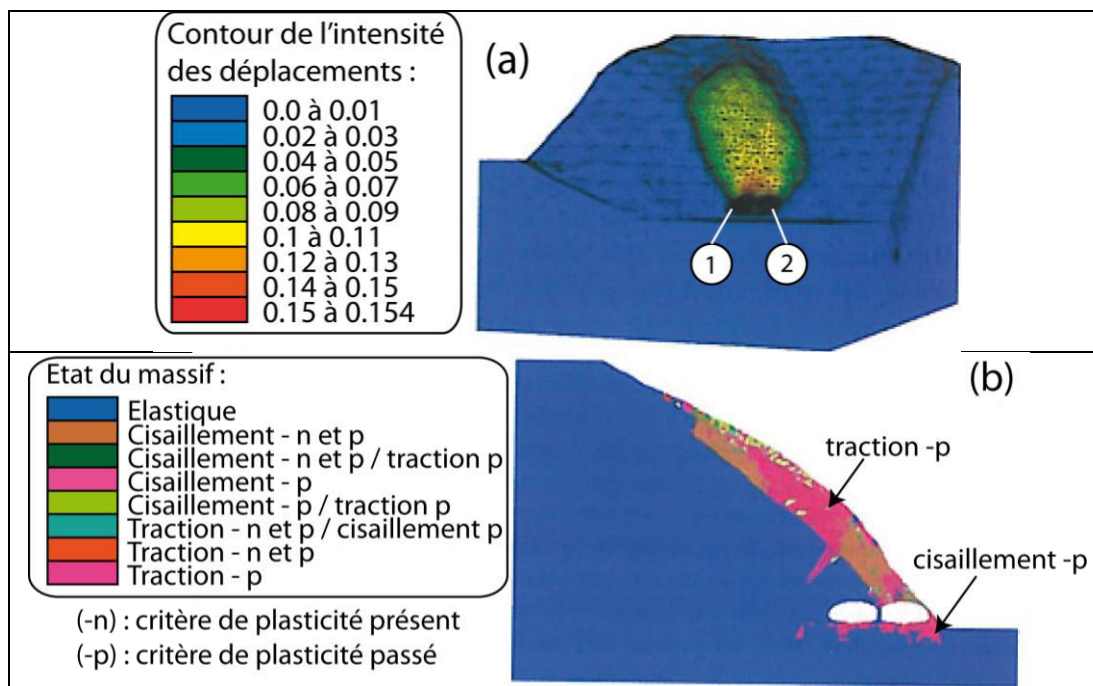 Contour de l'intensité
des déplacements :
0.0 à 0.01
0.02 à 0.03
0.04 à 0.05
0.06 à 0.07
0.08 à 0.09
0.1 à 0.11
0.12 à 0.13
0.14 à 0.15
0.15 à 0.154
(a)
1
2
Etat du massif :
Elastique
Cisaillement - n et p
Cisaillement - n et p / traction p
Cisaillement - p
Cisaillement - p / traction p
Traction - n et p / cisaillement p
Traction - n et p
Traction - p
(-n) : critère de plasticité présent
(-p) : critère de plasticité passé
(b)
traction -p
cisaillement -p